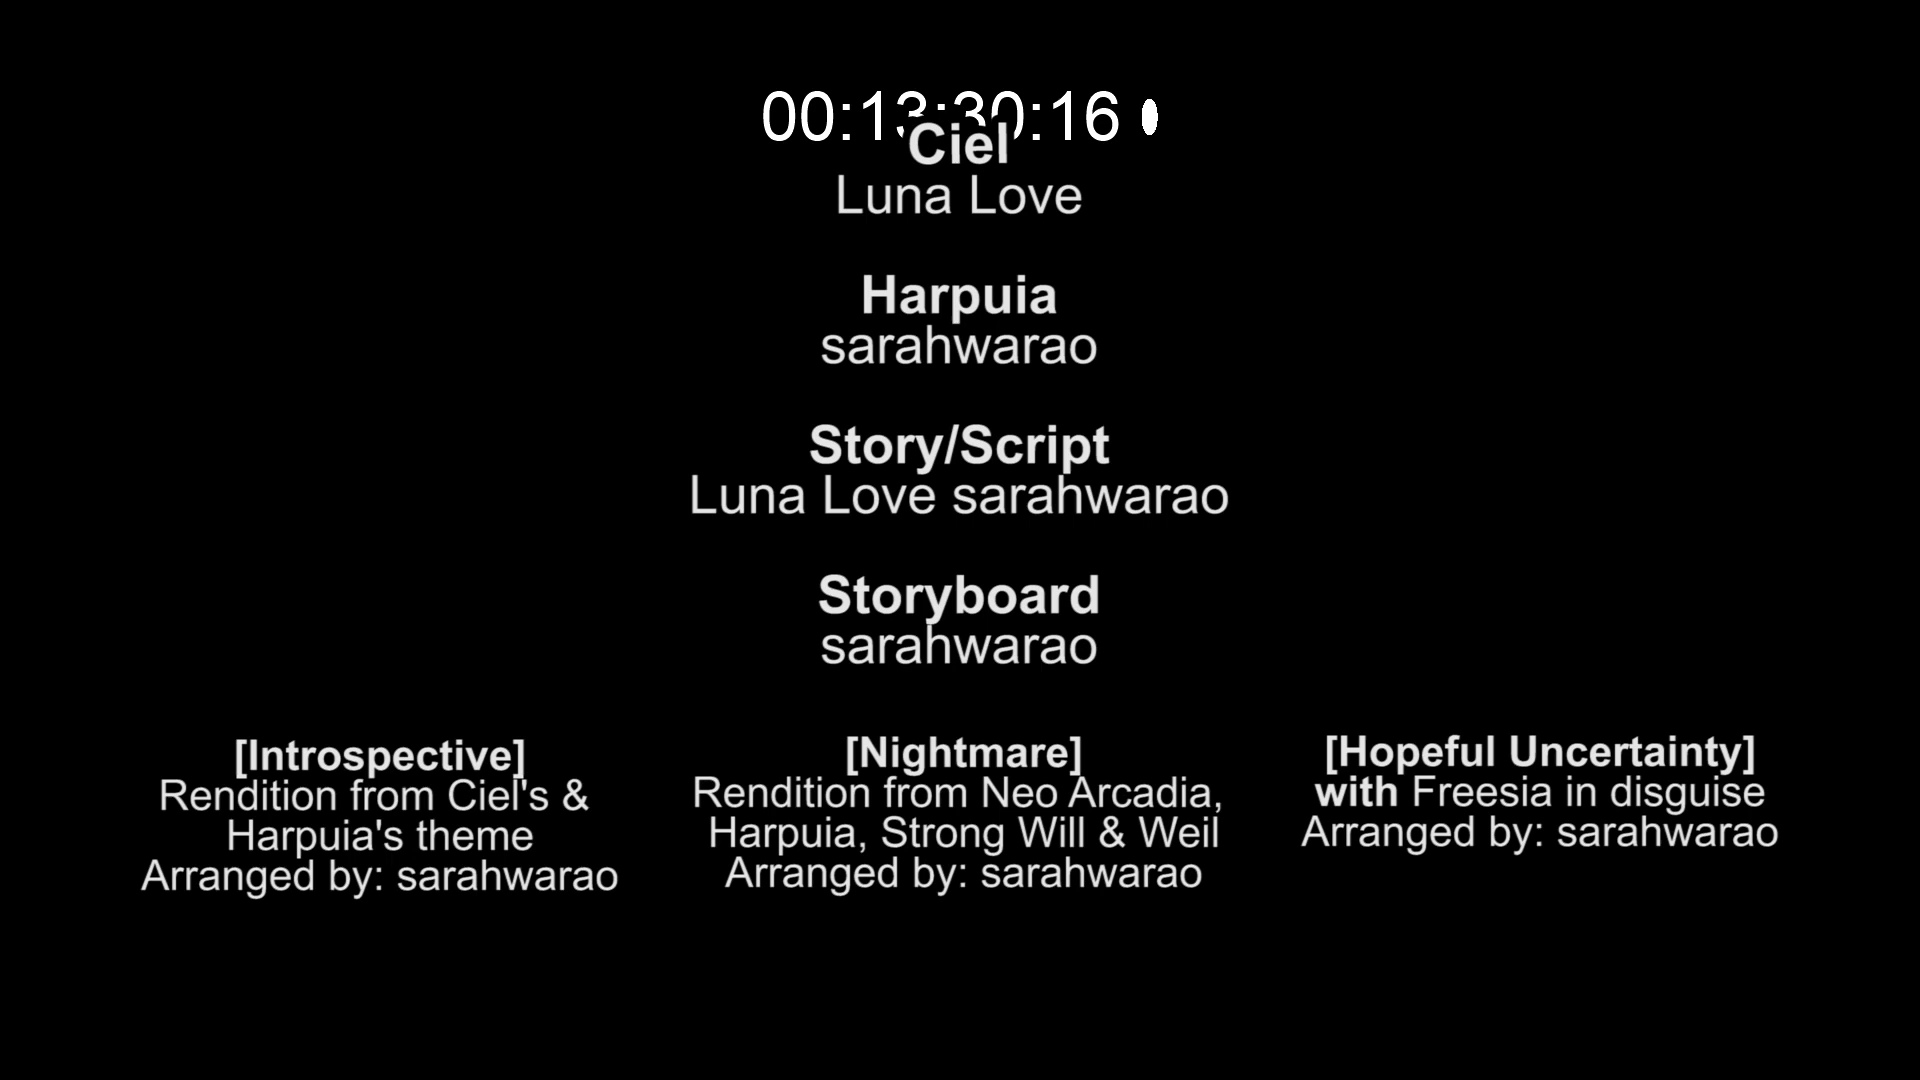 00:13:30:16
Ciel
Luna Love
Harpuia
sarahwarao
Story/Script
Luna Love sarahwarao
Storyboard
sarahwarao
[Introspective]
Rendition from Ciel's &
Harpuia's theme
Arranged by: sarahwarao
[Nightmare]
Rendition from Neo Arcadia,
Harpuia, Strong Will & Weil
Arranged by: sarahwarao
[Hopeful Uncertainty]
with Freesia in disguise
Arranged by: sarahwarao